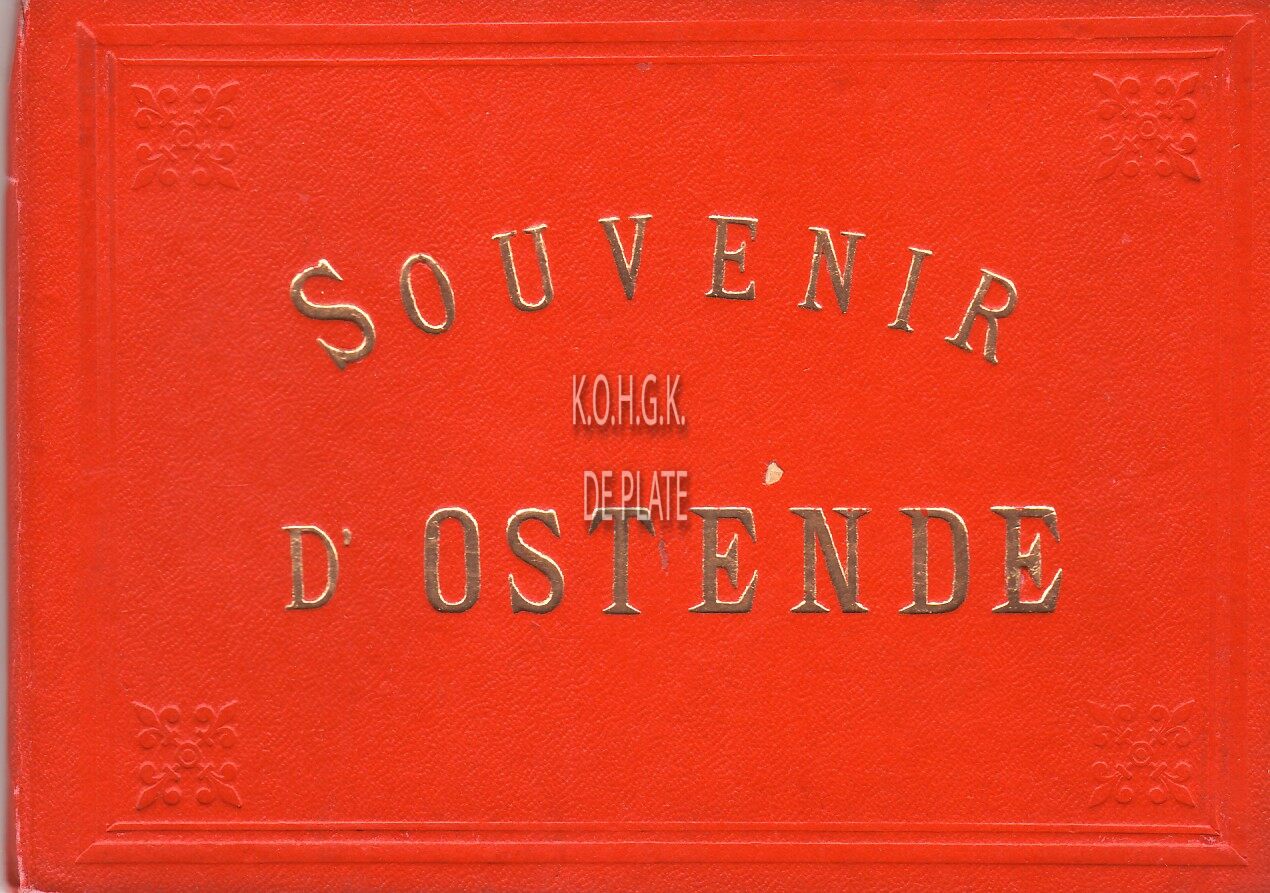 SOUVENIR
K.O.H.G.K.
DE PLATE
D' OSTENDE